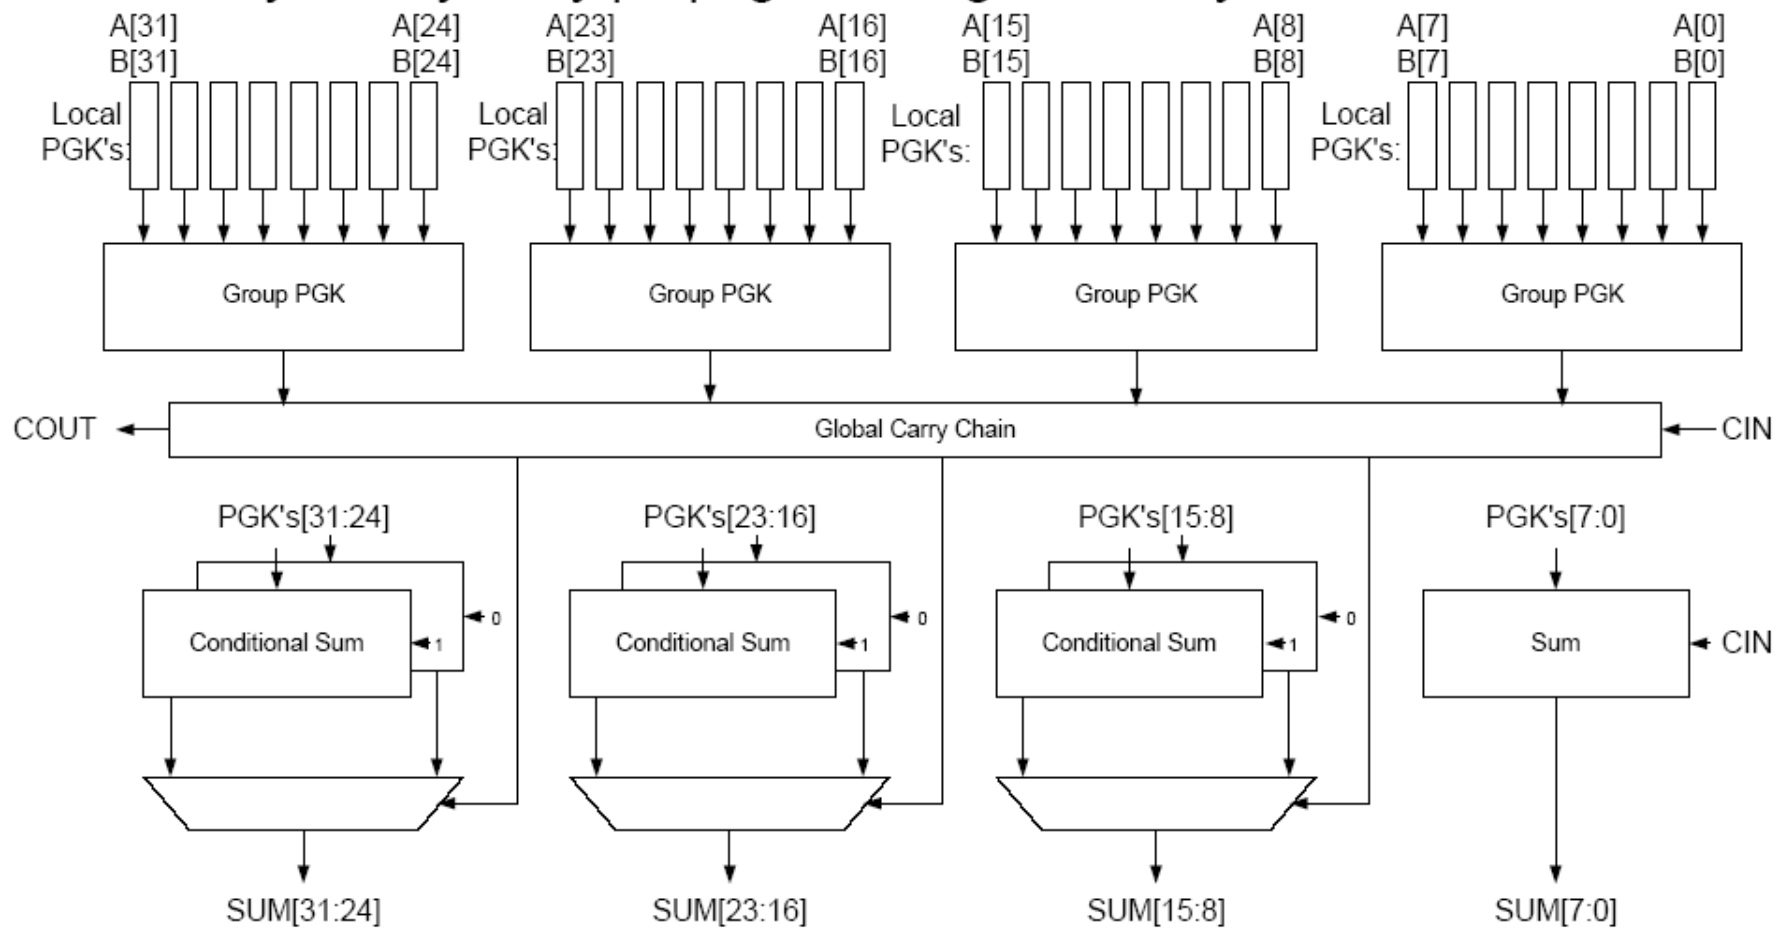 A[31] A[24] A[23] A[16] A[15] A[8] A[7] A[0]
B[31] B[24] B[23] B[16] B[15] B[8] B[7] B[0]
Local Local Local Local
PGK's: PGK's: PGK's: PGK's:
Group PGK Group PGK Group PGK Group PGK
COUT Global Carry Chain CIN
PGK's[31:24] PGK's[23:16] PGK's[15:8] PGK's[7:0]
0 0 0
Conditional Sum 1 Conditional Sum 1 Conditional Sum 1 Sum CIN
SUM[31:24] SUM[23:16] SUM[15:8] SUM[7:0]